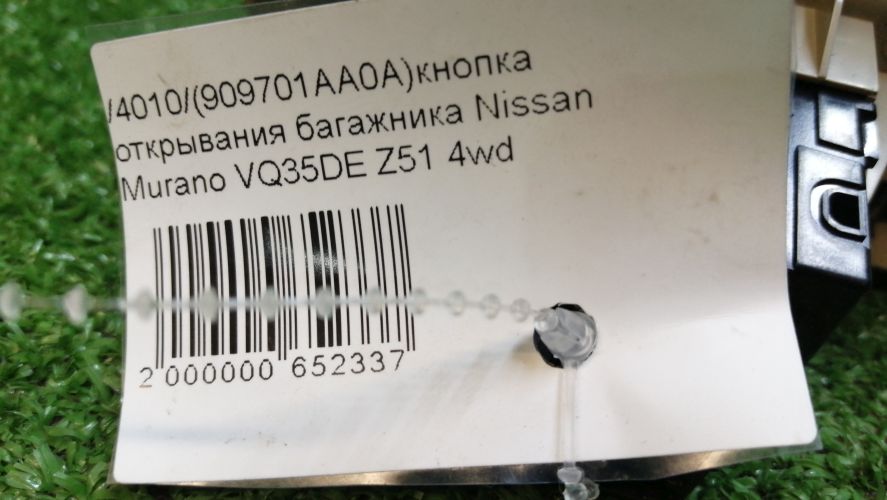 /4010/(909701AA0A)кнопка
открывания багажника Nissan
Murano VQ35DE Z51 4wd
2 000000 652337